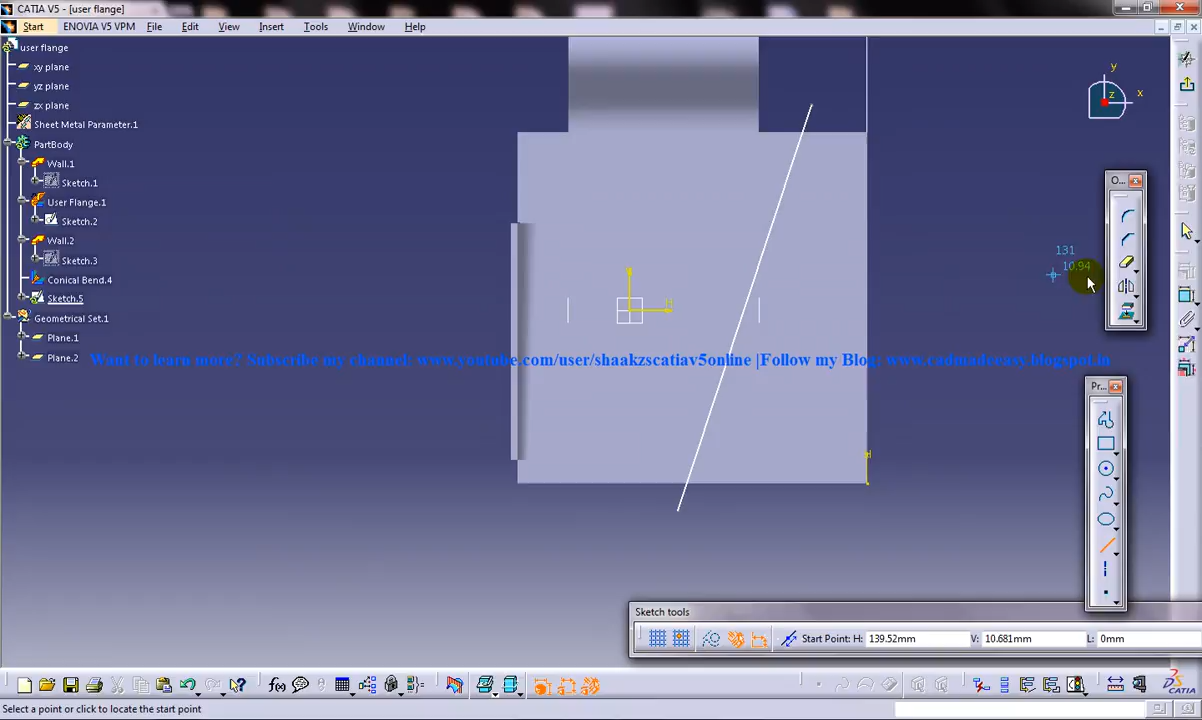 CATIA V5 - [user flange]
Start ENOVIA V5 VPM File Edit View Insert Tools Window Help
user flange
xy plane
yz plane
zx plane
Sheet Metal Parameter.1
PartBody
Wall.1
Sketch.1
User Flange.1
Sketch.2
Wall.2
Sketch.3
Conical Bend.4
Sketch.5
Geometrical Set.1
Plane.1
Plane.2
y
x
z
O...
131
10.94
H
Want to learn more? Subscribe my channel: www.youtube.com/user/shaakzscatiav5online |Follow my Blog: www.cadmadeeasy.blogspot.in
Pr...
H
Sketch tools
Start Point: H: 139.52mm V: 10.681mm L: 0mm
f(x)
Select a point or click to locate the start point
CATIA